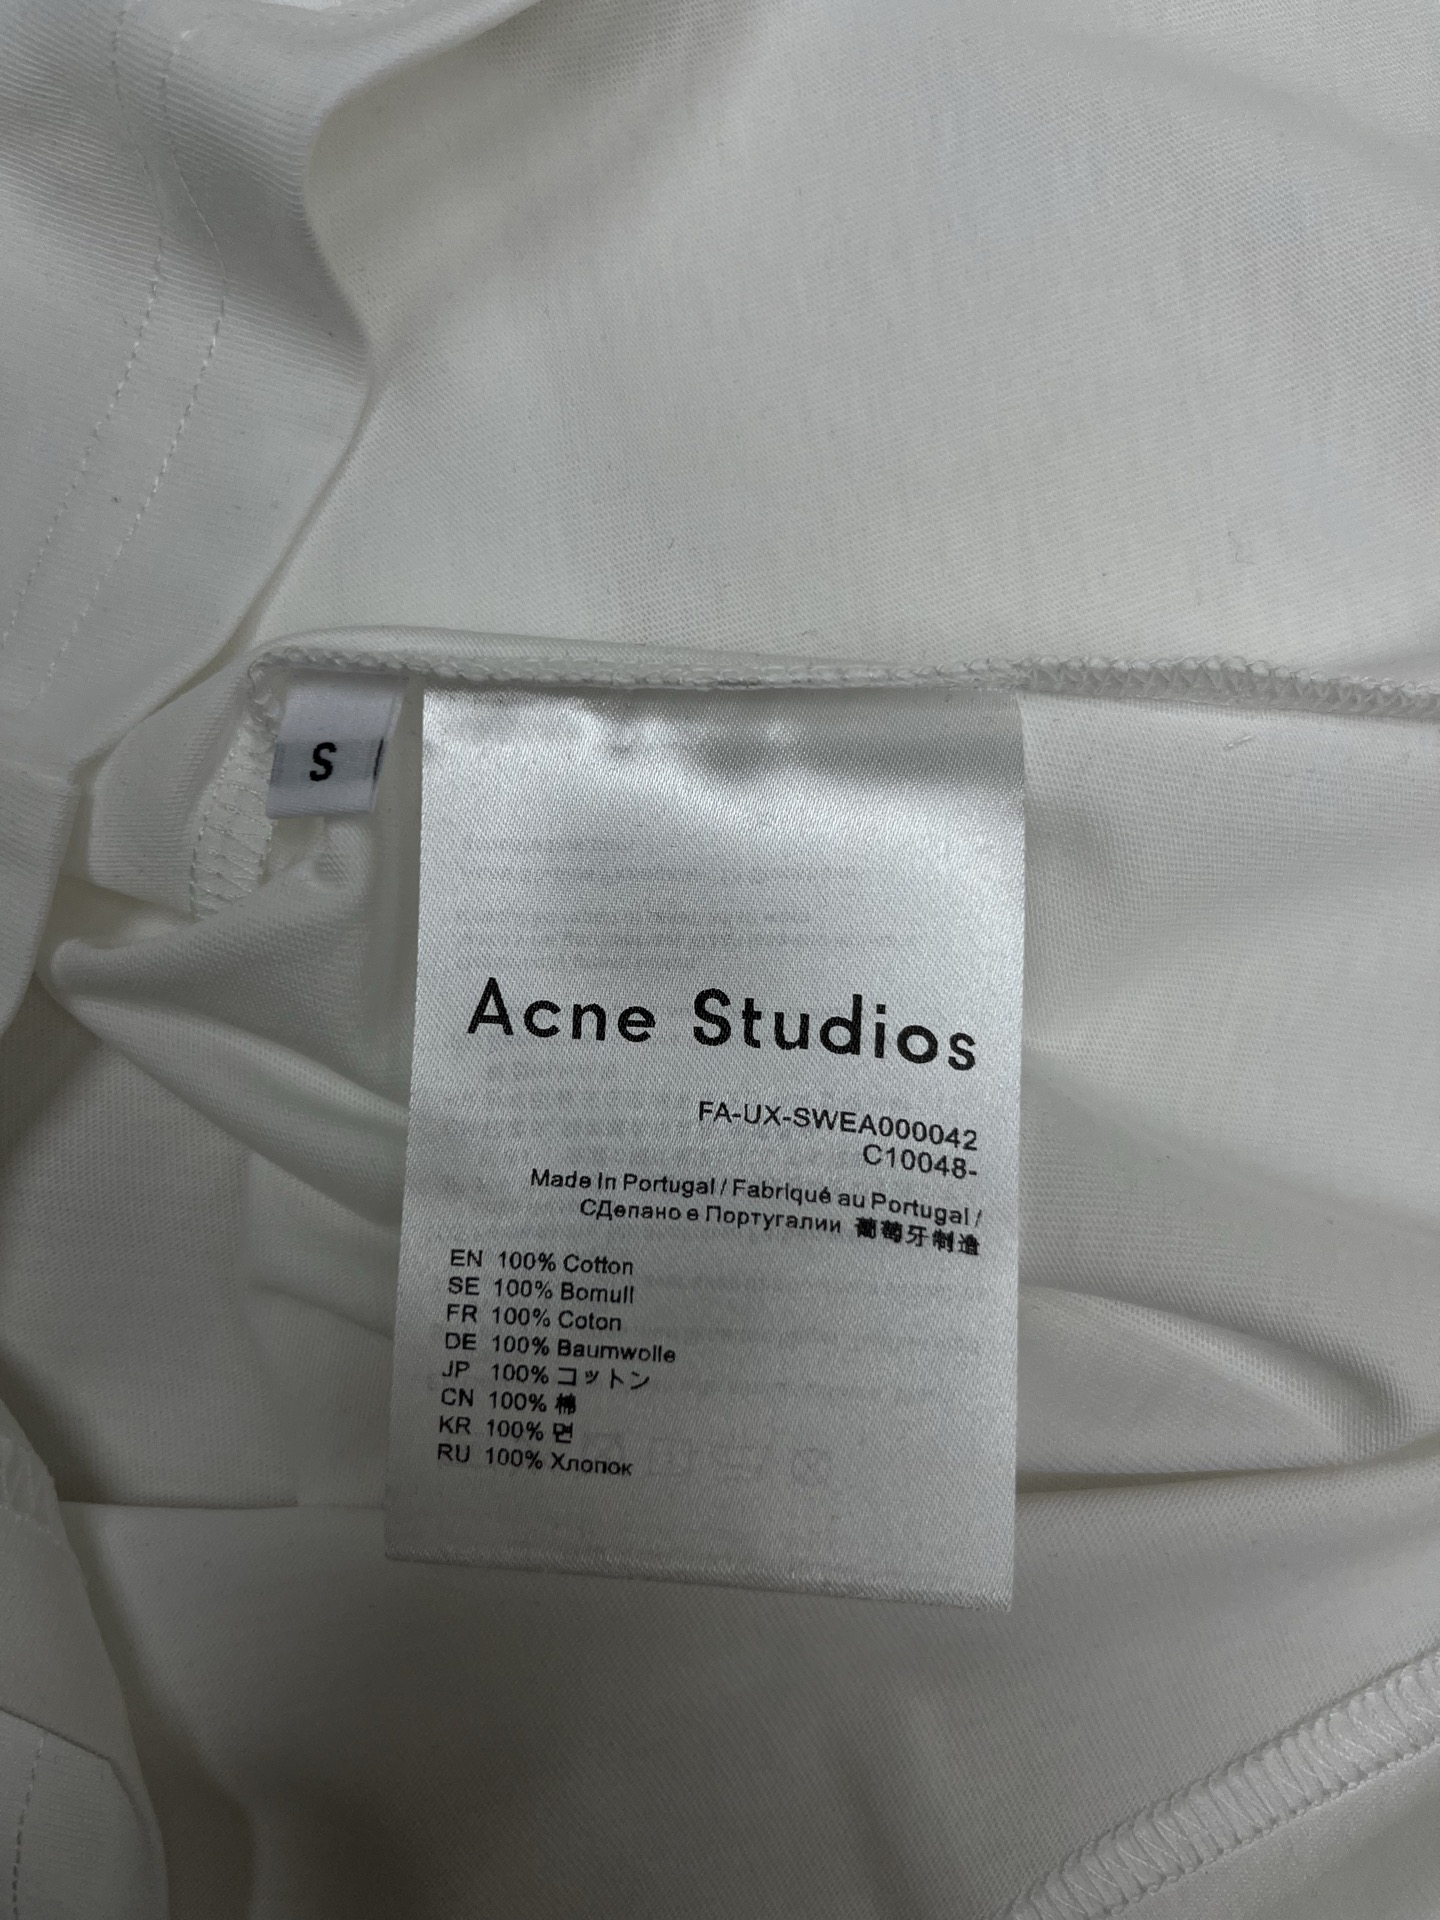 S
Acne Studios
FA-UX-SWEA000042
C10048-
Made In Portugal / Fabriqué au Portugal /
СДепано в Португалии 葡萄牙制造
EN 100% Cotton
SE 100% Bomull
FR 100% Coton
DE 100% Baumwolle
JP 100% コットン
CN 100% 棉
KR 100% 면
RU 100% Хлопок